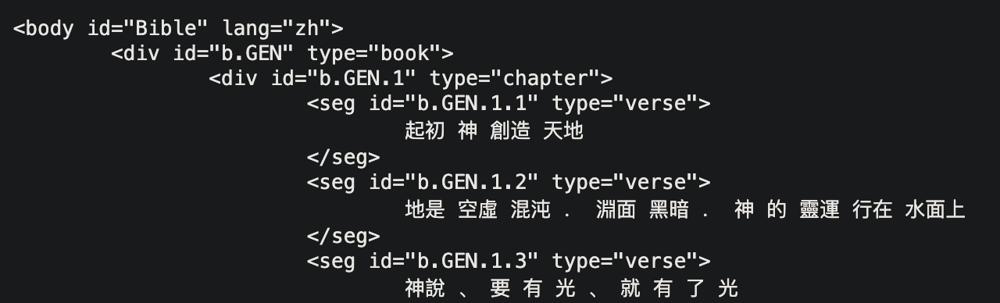 <body id="Bible" lang="zh">
<div id="b.GEN" type="book">
<div id="b.GEN.1" type="chapter">
<seg id="b.GEN.1.1" type="verse">
起初 神 創造 天地
</seg>
<seg id="b.GEN.1.2" type="verse">
地是 空虛 混沌 . 淵面 黑暗 . 神 的 靈運 行在 水面上
</seg>
<seg id="b.GEN.1.3" type="verse">
神說 、 要 有 光 、 就 有 了 光